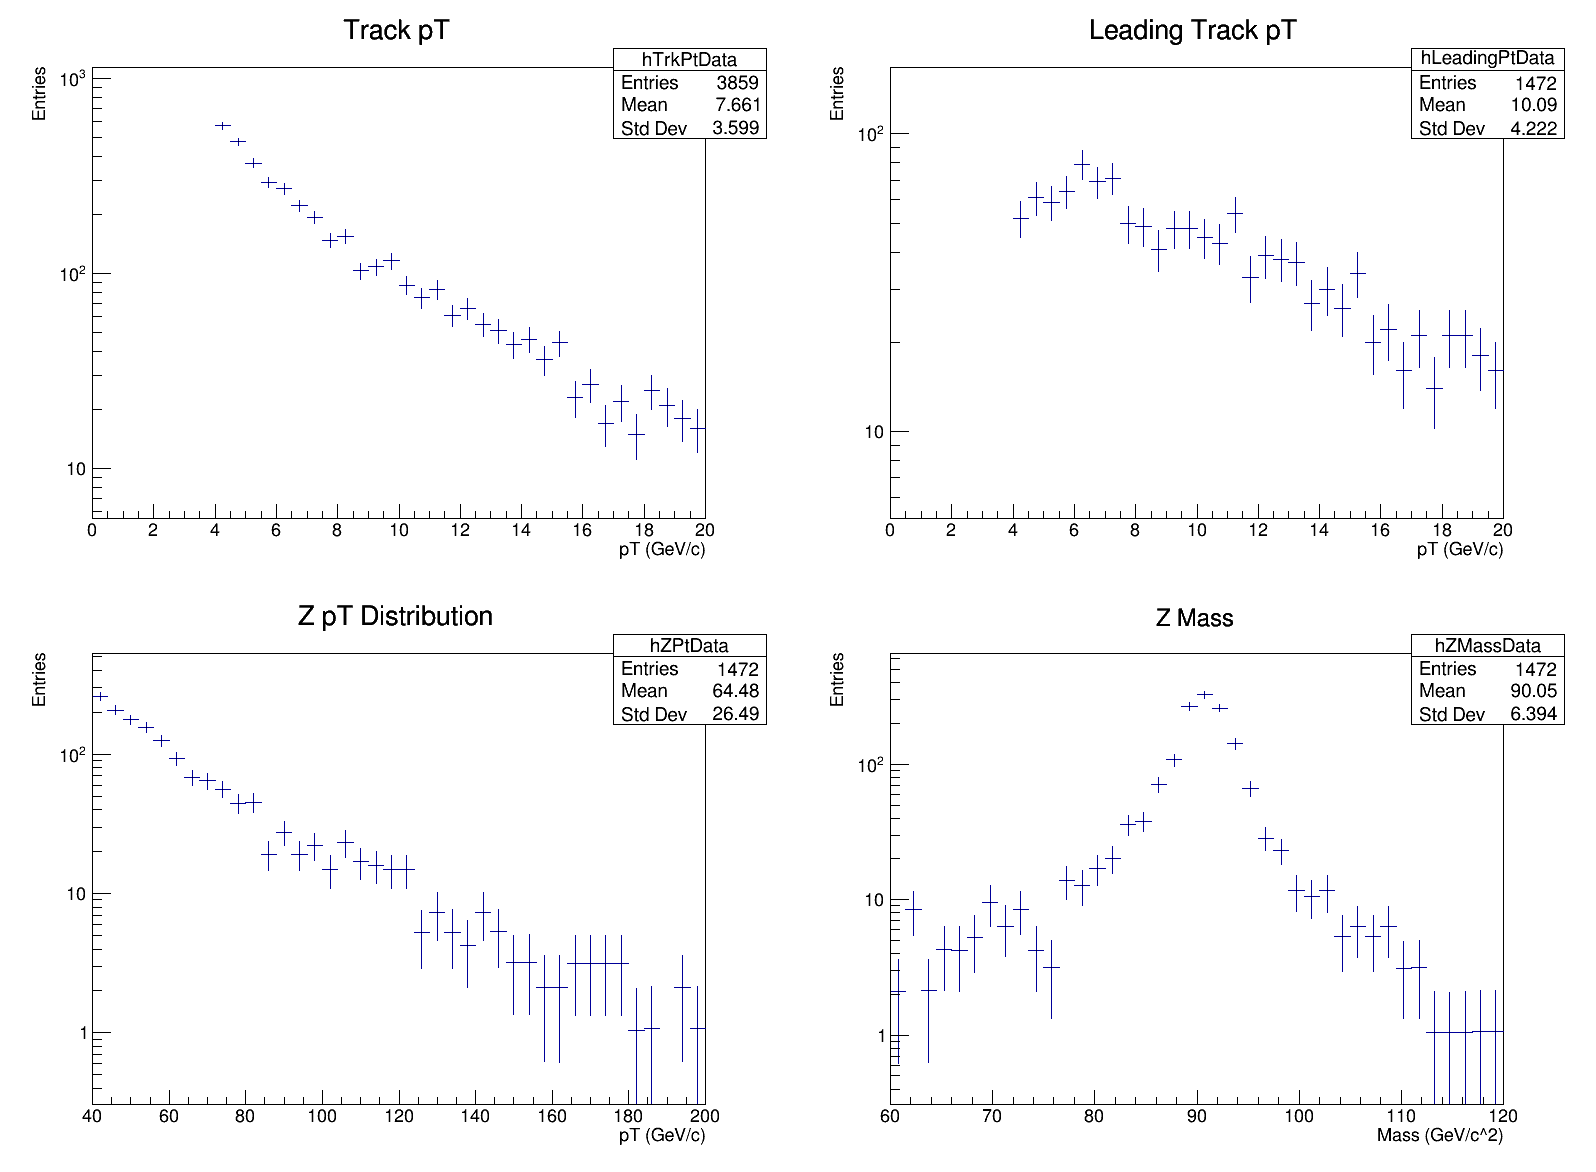 Track pT
Entries
hTrkPtData
Entries 3859
Mean 7.661
Std Dev 3.599
10^3
10^2
10
0 2 4 6 8 10 12 14 16 18 20
pT (GeV/c)
Leading Track pT
Entries
hLeadingPtData
Entries 1472
Mean 10.09
Std Dev 4.222
10^2
10
0 2 4 6 8 10 12 14 16 18 20
pT (GeV/c)
Z pT Distribution
Entries
hZPtData
Entries 1472
Mean 64.48
Std Dev 26.49
10^2
10
1
40 60 80 100 120 140 160 180 200
pT (GeV/c)
Z Mass
Entries
hZMassData
Entries 1472
Mean 90.05
Std Dev 6.394
10^2
10
1
60 70 80 90 100 110 120
Mass (GeV/c^2)